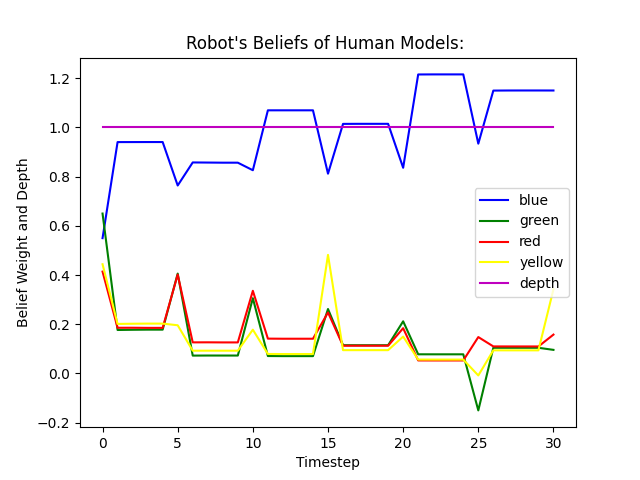 Robot's Beliefs of Human Models:
Belief Weight and Depth
1.2
1.0
0.8
0.6
0.4
0.2
0.0
−0.2
blue
green
red
yellow
depth
0 5 10 15 20 25 30
Timestep